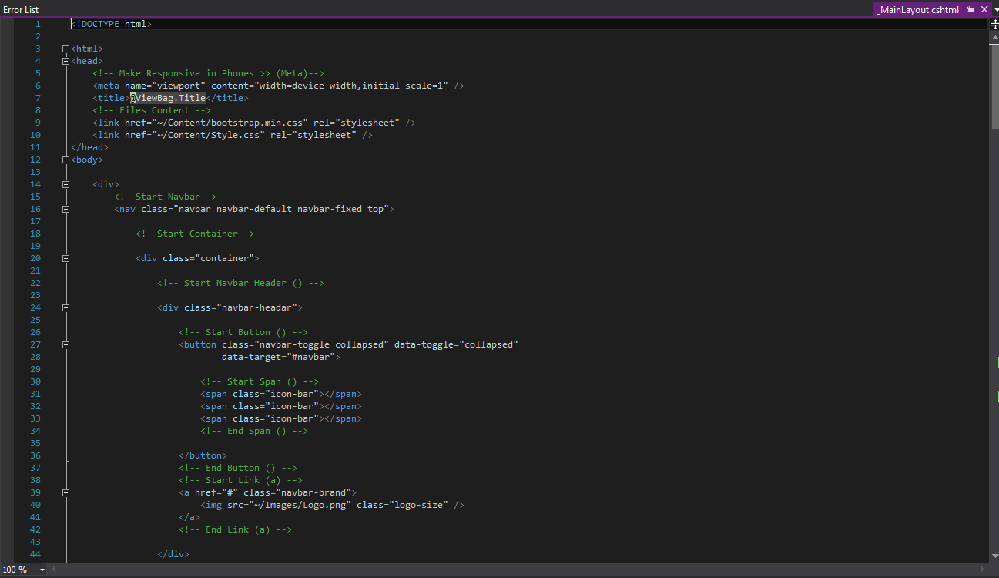 Error List
_MainLayout.cshtml
1 <!DOCTYPE html>
2
3 <html>
4 <head>
5 <!-- Make Responsive in Phones >> (Meta)-->
6 <meta name="viewport" content="width=device-width,initial scale=1" />
7 <title>@ViewBag.Title</title>
8 <!-- Files Content -->
9 <link href="~/Content/bootstrap.min.css" rel="stylesheet" />
10 <link href="~/Content/Style.css" rel="stylesheet" />
11 </head>
12 <body>
13
14 <div>
15 <!--Start Navbar-->
16 <nav class="navbar navbar-default navbar-fixed top">
17
18 <!--Start Container-->
19
20 <div class="container">
21
22 <!-- Start Navbar Header () -->
23
24 <div class="navbar-headar">
25
26 <!-- Start Button () -->
27 <button class="navbar-toggle collapsed" data-toggle="collapsed"
28 data-target="#navbar">
29
30 <!-- Start Span () -->
31 <span class="icon-bar"></span>
32 <span class="icon-bar"></span>
33 <span class="icon-bar"></span>
34 <!-- End Span () -->
35
36 </button>
37 <!-- End Button () -->
38 <!-- Start Link (a) -->
39 <a href="#" class="navbar-brand">
40 <img src="~/Images/Logo.png" class="logo-size" />
41 </a>
42 <!-- End Link (a) -->
43
44 </div>
100 %